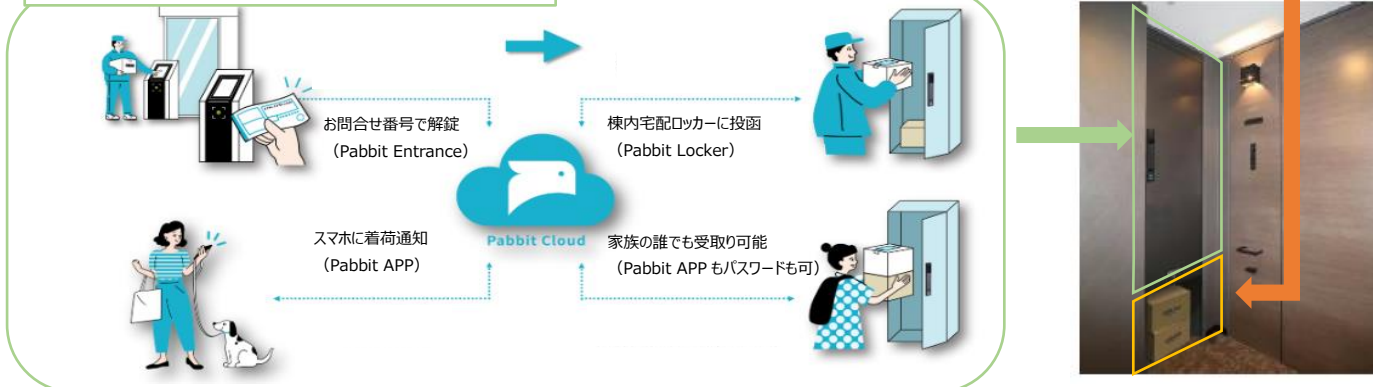 お問合せ番号で解錠
（Pabbit Entrance）
棟内宅配ロッカーに投函
（Pabbit Locker）
スマホに着荷通知
（Pabbit APP）
Pabbit Cloud
家族の誰でも受取り可能
（Pabbit APP もパスワードも可）